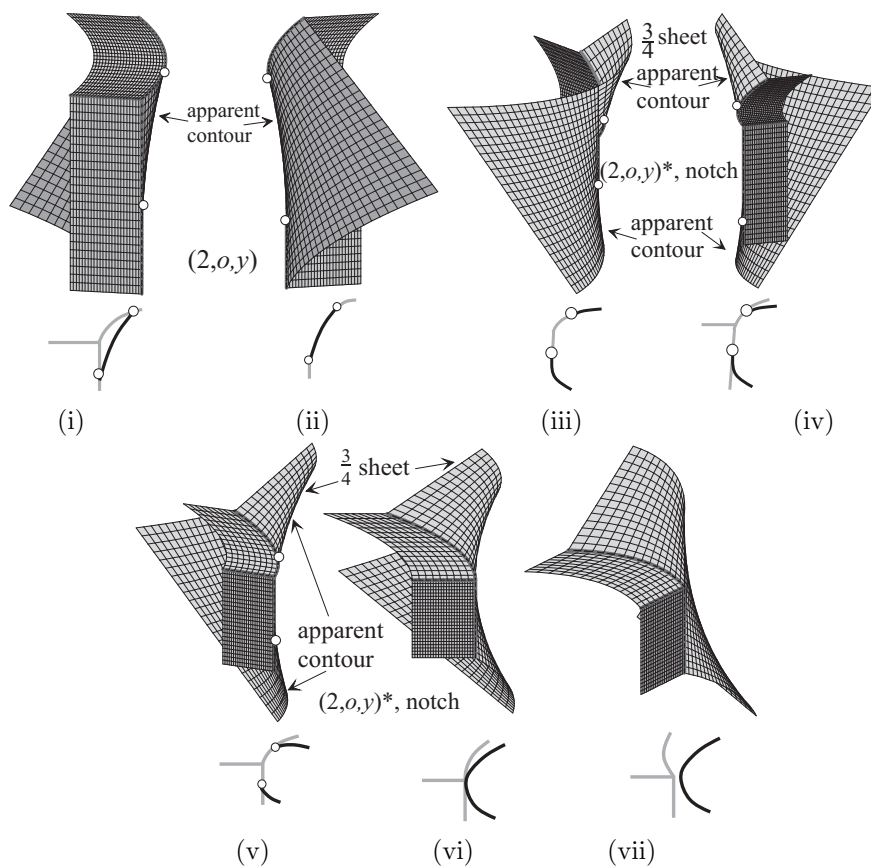 3/4 sheet
apparent contour
apparent contour
(2,o,y)*, notch
(2,o,y)
apparent contour
(i)
(ii)
(iii)
(iv)
3/4 sheet
apparent contour
(2,o,y)*, notch
(v)
(vi)
(vii)